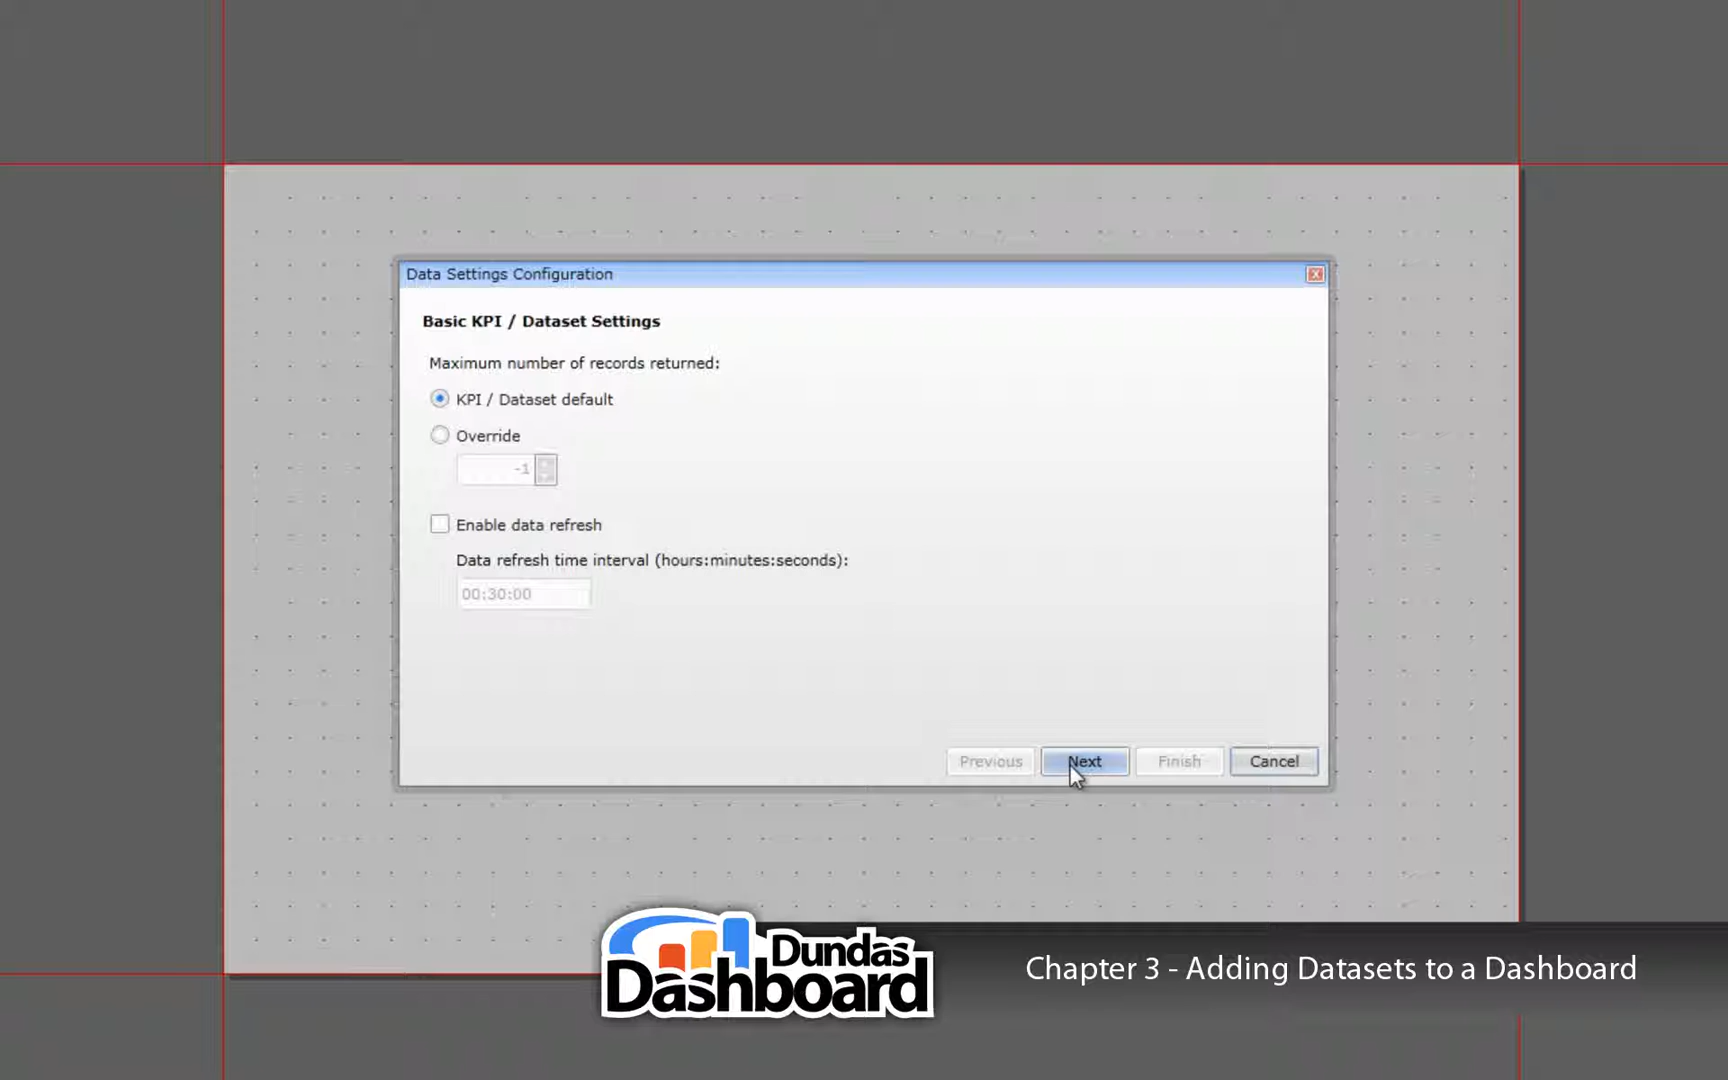 Data Settings Configuration
Basic KPI / Dataset Settings
Maximum number of records returned:
KPI / Dataset default
Override
-1
Enable data refresh
Data refresh time interval (hours:minutes:seconds):
00:30:00
Previous Next Finish Cancel
Dundas
Dashboard
Chapter 3 - Adding Datasets to a Dashboard